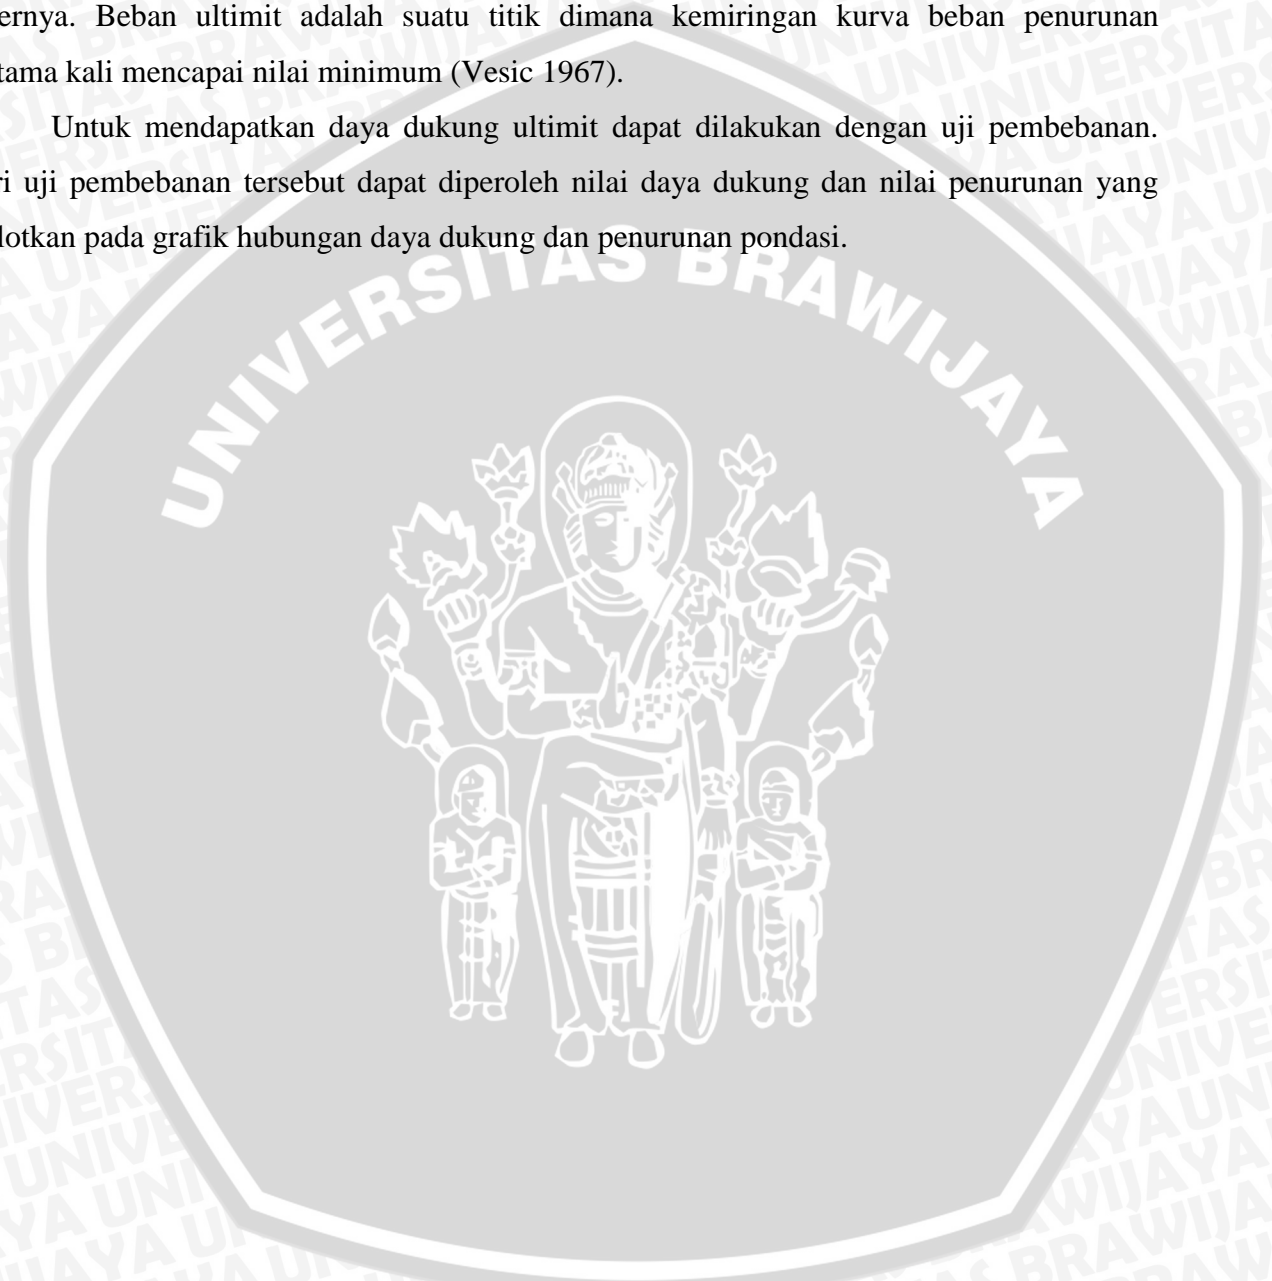 ernya. Beban ultimit adalah suatu titik dimana kemiringan kurva beban penurunan
tama kali mencapai nilai minimum (Vesic 1967).
Untuk mendapatkan daya dukung ultimit dapat dilakukan dengan uji pembebanan.
ri uji pembebanan tersebut dapat diperoleh nilai daya dukung dan nilai penurunan yang
lotkan pada grafik hubungan daya dukung dan penurunan pondasi.
UNIVERSITAS BRAWIJAYA